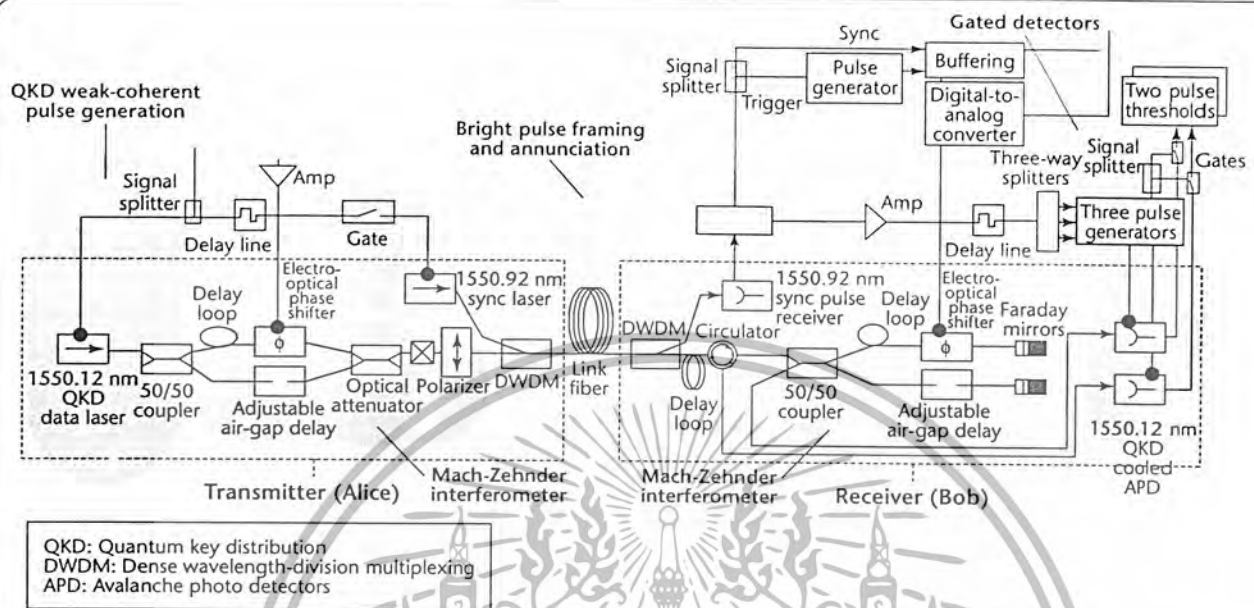 Gated detectors
Sync
Signal
splitter
Trigger
Pulse
generator
Buffering
Digital-to-
analog
converter
Two pulse
thresholds
QKD weak-coherent
pulse generation
Bright pulse framing
and annunciation
Signal
splitter
Three-way
splitters
Gates
Signal
splitter
Amp
Delay line
Gate
Amp
Delay line
Three pulse
generators
Delay
loop
Electro-
optical
phase
shifter
ϕ
1550.92 nm
sync laser
1550.92 nm
sync pulse
receiver
Delay
loop
Electro-
optical
phase
shifter
ϕ
Faraday
mirrors
DWDM
Circulator
1550.12 nm
QKD
data laser
50/50
coupler
Adjustable
air-gap delay
Optical
attenuator
Polarizer
DWDM
Link
fiber
Delay
loop
50/50
coupler
Adjustable
air-gap delay
1550.12 nm
QKD
cooled
APD
Transmitter (Alice)
Mach-Zehnder
interferometer
Mach-Zehnder
interferometer
Receiver (Bob)
QKD: Quantum key distribution
DWDM: Dense wavelength-division multiplexing
APD: Avalanche photo detectors